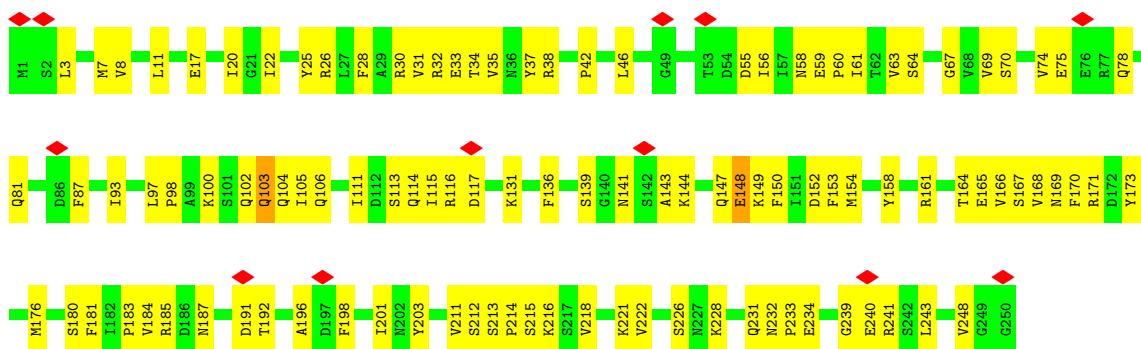 M1 S2 L3 M7 V8 L11 E17 I20 G21 I22 Y25 R26 L27 F28 A29 R30 V31 R32 E33 T34 V35 N36 Y37 R38 P42 L46 G49 T53 D54 D55 I56 I57 N58 E59 P60 I61 T62 V63 S64 G67 V68 V69 S70 V74 E75 E76 R77 Q78
Q81 D86 F87 I93 L97 P98 A99 K100 S101 Q102 Q103 Q104 I105 Q106 I111 D112 S113 Q114 I115 R116 D117 K131 F136 S139 G140 N141 S142 A143 K144 Q147 E148 K149 F150 I151 D152 F153 M154 Y158 R161 T164 E165 V166 S167 V168 N169 F170 R171 D172 Y173
M176 S180 F181 I182 P183 V184 R185 D186 N187 D191 T192 A196 D197 F198 I201 N202 Y203 V211 S212 S213 P214 S215 K216 S217 V218 K221 V222 S226 N227 K228 Q231 N232 P233 E234 G239 E240 R241 S242 L243 V248 G249 G250